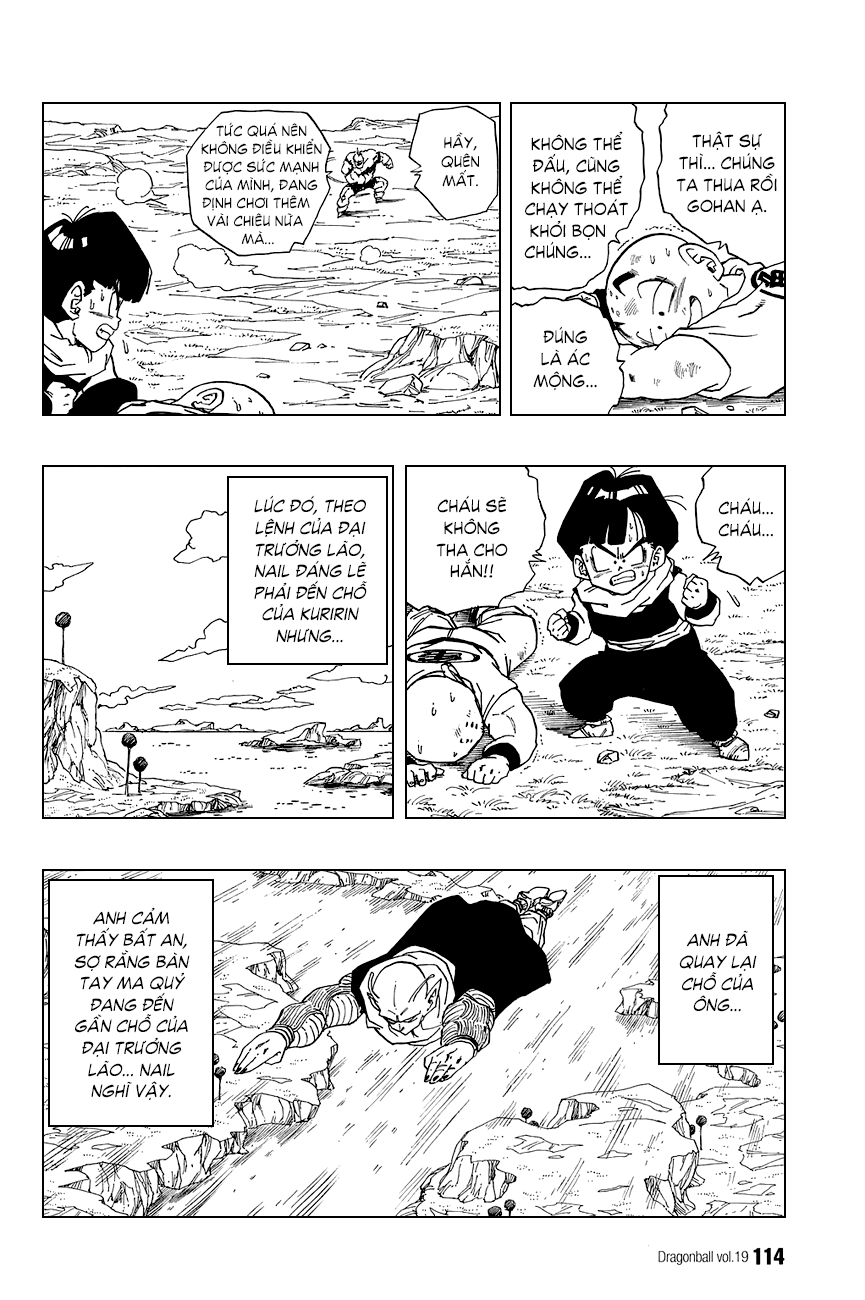 THẬT SỰ
THÌ... CHÚNG
TA THUA RỒI
GOHAN Ạ.
KHÔNG THỂ
ĐẤU, CŨNG
KHÔNG THỂ
CHẠY THOÁT
KHỎI BỌN
CHÚNG...
ĐÚNG
LÀ ÁC
MỘNG...
HẦY,
QUÊN
MẤT.
TỨC QUÁ NÊN
KHÔNG ĐIỀU KHIỂN
ĐƯỢC SỨC MẠNH
CỦA MÌNH, ĐANG
ĐỊNH CHƠI THÊM
VÀI CHIÊU NỮA
MÀ...
CHÁU...
CHÁU...
CHÁU SẼ
KHÔNG
THA CHO
HẮN!!
LÚC ĐÓ, THEO
LỆNH CỦA ĐẠI
TRƯỞNG LÃO,
NAIL ĐÁNG LẼ
PHẢI ĐẾN CHỖ
CỦA KURIRIN
NHƯNG...
ANH ĐÃ
QUAY LẠI
CHỖ CỦA
ÔNG...
ANH CẢM
THẤY BẤT AN,
SỢ RẰNG BÀN
TAY MA QUỶ
ĐANG ĐẾN
GẦN CHỖ CỦA
ĐẠI TRƯỞNG
LÃO... NAIL
NGHĨ VẬY.
Dragonball vol.19 114